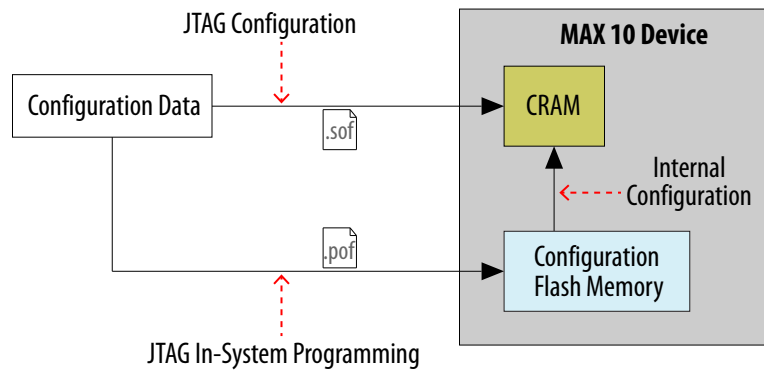 JTAG Configuration
MAX 10 Device
Configuration Data
CRAM
.sof
Internal
Configuration
.pof
Configuration
Flash Memory
JTAG In-System Programming